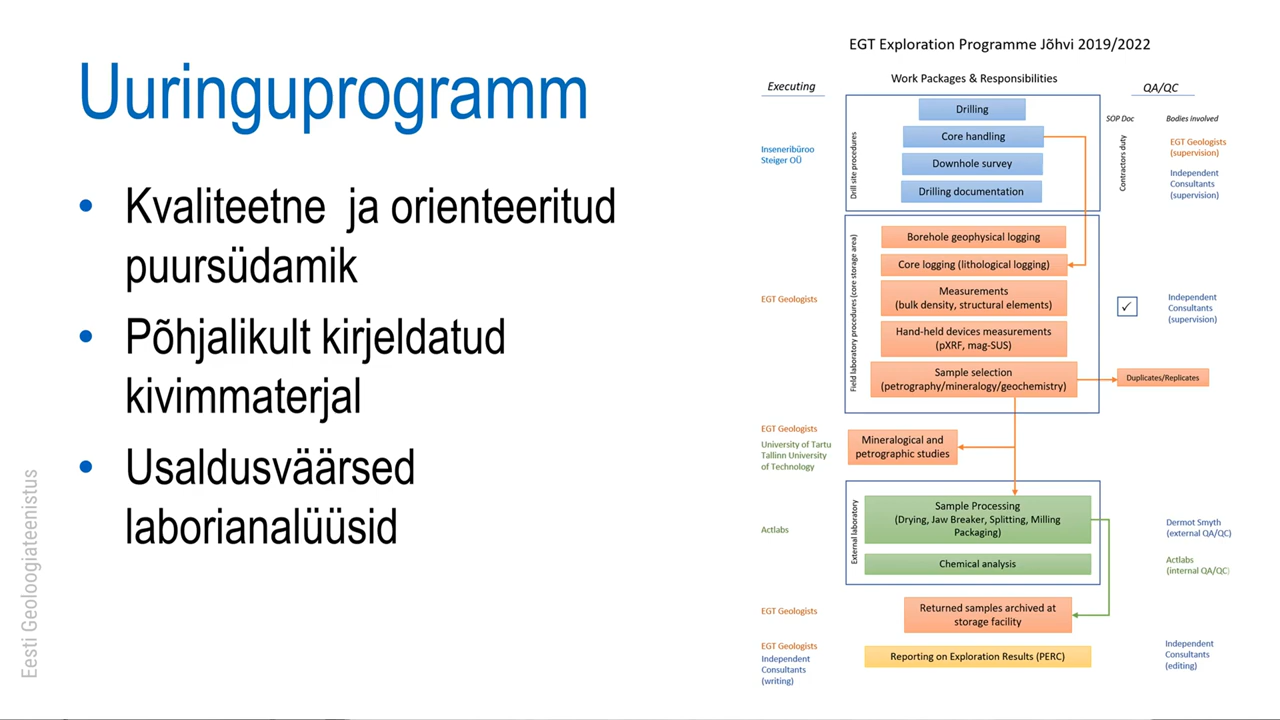 Uuringuprogramm
• Kvaliteetne ja orienteeritud
puursüdamik
• Põhjalikult kirjeldatud
kivimmaterjal
• Usaldusväärsed
laborianalüüsid
Eesti Geoloogiateenistus
EGT Exploration Programme Jõhvi 2019/2022
Executing
Work Packages & Responsibilities
QA/QC
SOP Doc
Bodies involved
Inseneribüroo
Steiger OÜ
Drill site procedures
Drilling
Core handling
Downhole survey
Drilling documentation
Contractors duty
EGT Geologists
(supervision)
Independent
Consultants
(supervision)
EGT Geologists
Field laboratory procedures (core storage area)
Borehole geophysical logging
Core logging (lithological logging)
Measurements
(bulk density, structural elements)
Hand-held devices measurements
(pXRF, mag-SUS)
Sample selection
(petrography/mineralogy/geochemistry)
✓
Independent
Consultants
(supervision)
Duplicates/Replicates
EGT Geologists
University of Tartu
Tallinn University
of Technology
Mineralogical and
petrographic studies
Actlabs
External laboratory
Sample Processing
(Drying, Jaw Breaker, Splitting, Milling
Packaging)
Chemical analysis
Dermot Smyth
(external QA/QC)
Actlabs
(internal QA/QC)
EGT Geologists
Returned samples archived at
storage facility
EGT Geologists
Independent
Consultants
(writing)
Reporting on Exploration Results (PERC)
Independent
Consultants
(editing)